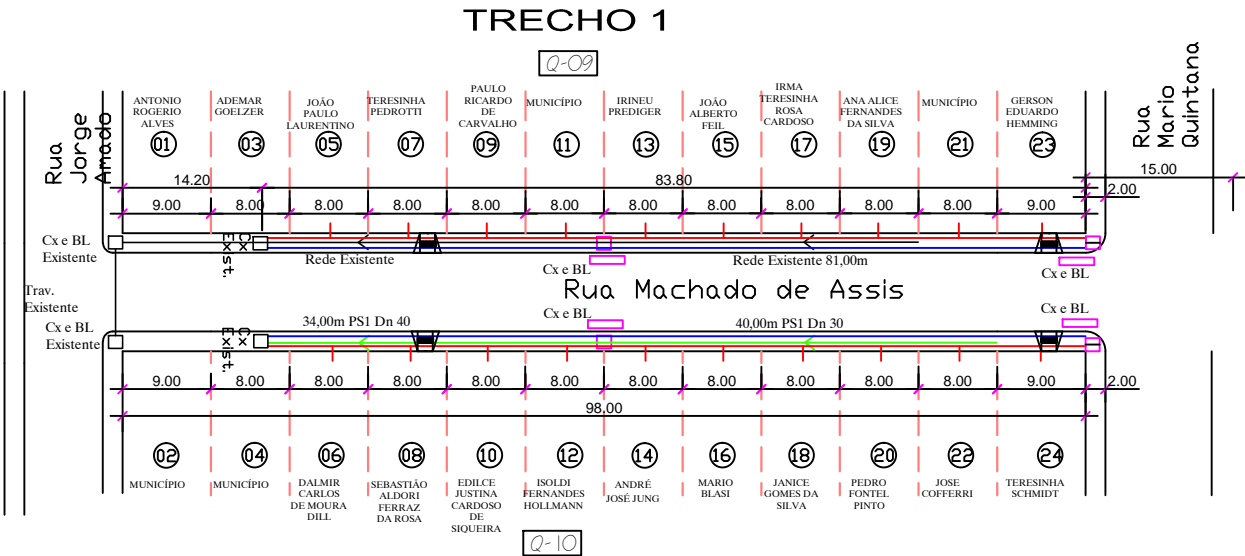 TRECHO 1
Q-09
ANTONIO
ROGERIO
ALVES
ADEMAR
GOELZER
JOÃO
PAULO
LAURENTINO
TERESINHA
PEDROTTI
PAULO
RICARDO
DE
CARVALHO
MUNICÍPIO
IRINEU
PREDIGER
JOÃO
ALBERTO
FEIL
IRMA
TERESINHA
ROSA
CARDOSO
ANA ALICE
FERNANDES
DA SILVA
MUNICÍPIO
GERSON
EDUARDO
HEMMING
Rua
Jorge
Amado
Rua
Mario
Quintana
01 03 05 07 09 11 13 15 17 19 21 23
14.20 83.80 15.00
9.00 8.00 8.00 8.00 8.00 8.00 8.00 8.00 8.00 8.00 8.00 9.00 2.00
Cx e BL
Existente
Cx
Exist.
Rede Existente
Cx e BL
Rede Existente 81,00m
Cx e BL
Rua Machado de Assis
Trav.
Existente
Cx e BL
Existente
Cx
Exist.
34,00m PS1 Dn 40
Cx e BL
40,00m PS1 Dn 30
Cx e BL
9.00 8.00 8.00 8.00 8.00 8.00 8.00 8.00 8.00 8.00 8.00 9.00 2.00
98.00
02 04 06 08 10 12 14 16 18 20 22 24
MUNICÍPIO
MUNICÍPIO
DALMIR
CARLOS
DE MOURA
DILL
SEBASTIÃO
ALDORI
FERRAZ
DA ROSA
EDILCE
JUSTINA
CARDOSO
DE
SIQUEIRA
ISOLDI
FERNANDES
HOLLMANN
ANDRÉ
JOSÉ JUNG
MARIO
BLASI
JANICE
GOMES DA
SILVA
PEDRO
FONTEL
PINTO
JOSE
COFFERRI
TERESINHA
SCHMIDT
Q-10